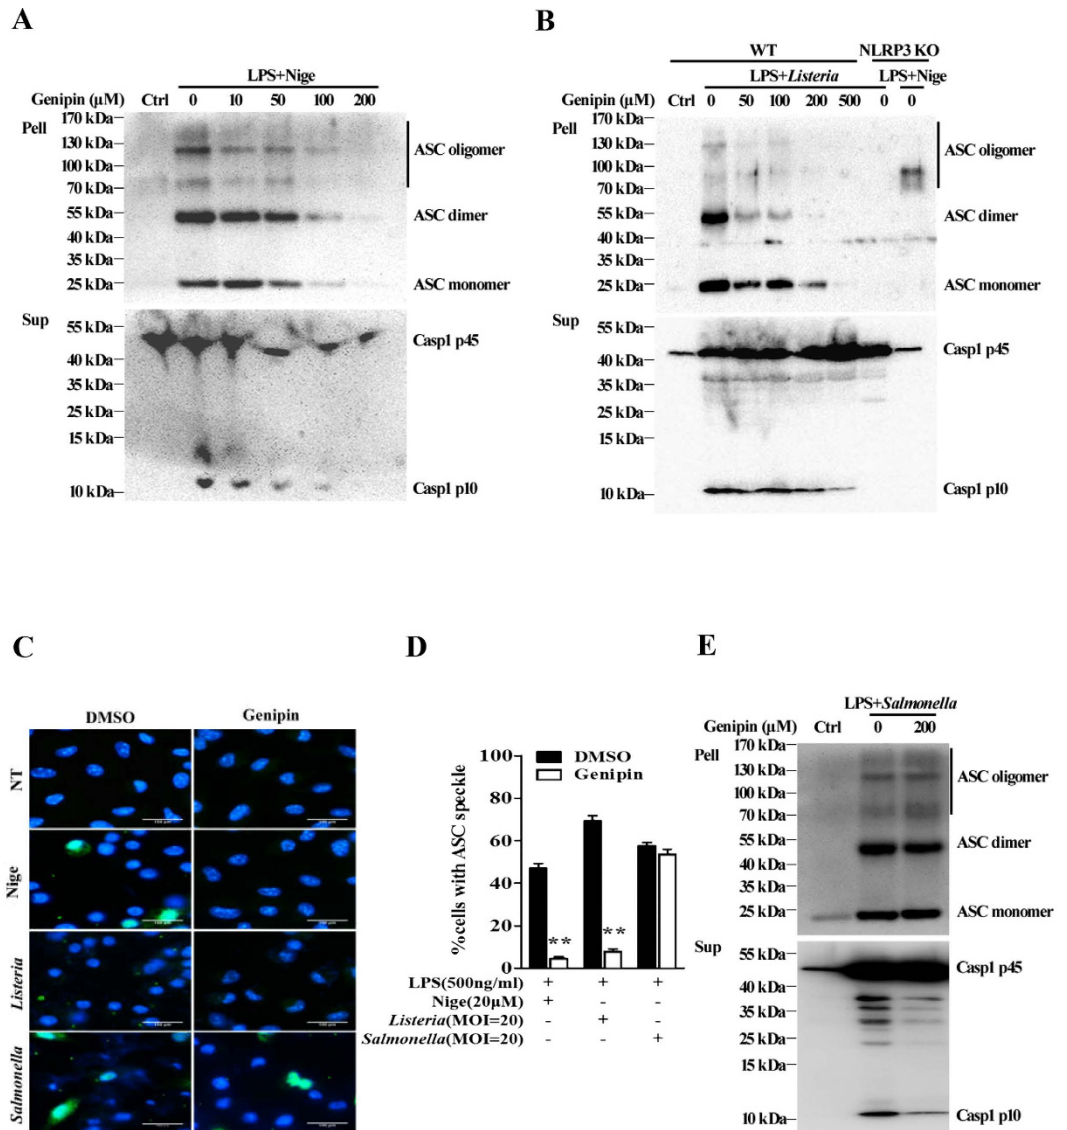 A
LPS+Nige
Genipin (μM) Ctrl 0 10 50 100 200
Pell
170 kDa
130 kDa
100 kDa
70 kDa
55 kDa
40 kDa
35 kDa
25 kDa
ASC oligomer
ASC dimer
ASC monomer
Sup
55 kDa
40 kDa
35 kDa
25 kDa
15 kDa
10 kDa
Casp1 p45
Casp1 p10
B
WT NLRP3 KO
LPS+Listeria LPS+Nige
Genipin (μM) Ctrl 0 50 100 200 500 0 0
Pell
170 kDa
130 kDa
100 kDa
70 kDa
55 kDa
40 kDa
35 kDa
25 kDa
ASC oligomer
ASC dimer
ASC monomer
Sup
55 kDa
40 kDa
35 kDa
25 kDa
15 kDa
10 kDa
Casp1 p45
Casp1 p10
C
DMSO Genipin
NT
Nige
Listeria
Salmonella
D
DMSO
Genipin
%cells with ASC speckle
100
80
60
40
20
0
** **
LPS(500ng/ml) + + +
Nige(20μM) + - -
Listeria(MOI=20) - + -
Salmonella(MOI=20) - - +
E
LPS+Salmonella
Genipin (μM) Ctrl 0 200
Pell
170 kDa
130 kDa
100 kDa
70 kDa
55 kDa
40 kDa
35 kDa
25 kDa
ASC oligomer
ASC dimer
ASC monomer
Sup
55 kDa
40 kDa
35 kDa
25 kDa
15 kDa
10 kDa
Casp1 p45
Casp1 p10